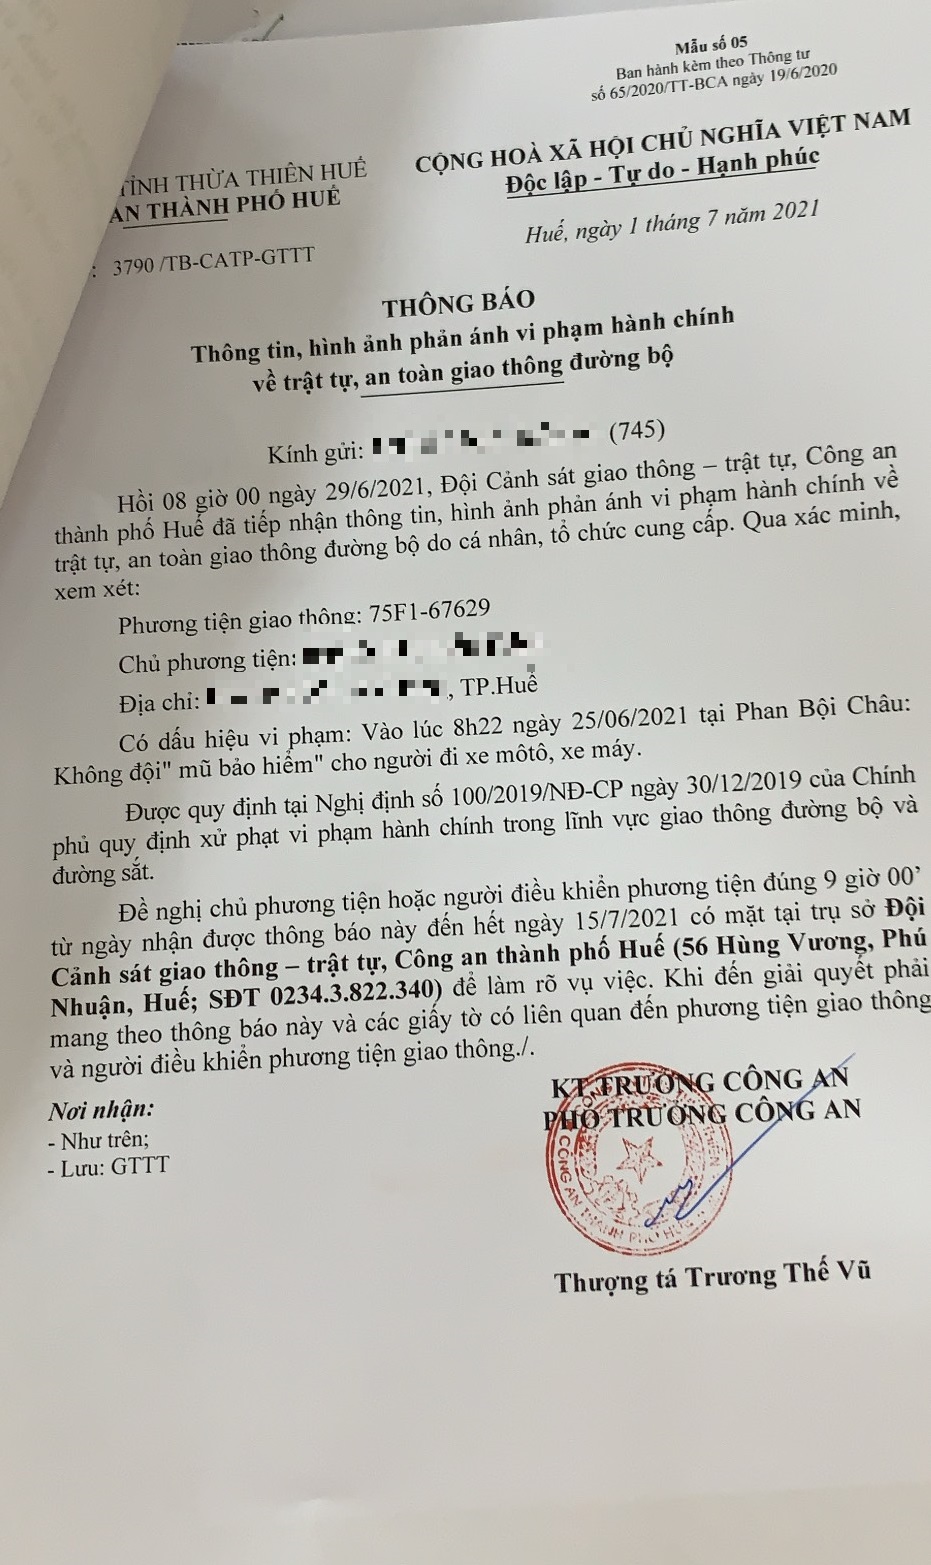 Mẫu số 05
Ban hành kèm theo Thông tư
số 65/2020/TT-BCA ngày 19/6/2020
TỈNH THỪA THIÊN HUẾ
AN THÀNH PHỐ HUẾ
CỘNG HOÀ XÃ HỘI CHỦ NGHĨA VIỆT NAM
Độc lập - Tự do - Hạnh phúc
: 3790 /TB-CATP-GTTT
Huế, ngày 1 tháng 7 năm 2021
THÔNG BÁO
Thông tin, hình ảnh phản ánh vi phạm hành chính
về trật tự, an toàn giao thông đường bộ
Kính gửi: (745)
Hồi 08 giờ 00 ngày 29/6/2021, Đội Cảnh sát giao thông – trật tự, Công an
thành phố Huế đã tiếp nhận thông tin, hình ảnh phản ánh vi phạm hành chính về
trật tự, an toàn giao thông đường bộ do cá nhân, tổ chức cung cấp. Qua xác minh,
xem xét:
Phương tiện giao thông: 75F1-67629
Chủ phương tiện:
Địa chỉ: , TP.Huế
Có dấu hiệu vi phạm: Vào lúc 8h22 ngày 25/06/2021 tại Phan Bội Châu:
Không đội" mũ bảo hiểm" cho người đi xe môtô, xe máy.
Được quy định tại Nghị định số 100/2019/NĐ-CP ngày 30/12/2019 của Chính
phủ quy định xử phạt vi phạm hành chính trong lĩnh vực giao thông đường bộ và
đường sắt.
Đề nghị chủ phương tiện hoặc người điều khiển phương tiện đúng 9 giờ 00’
từ ngày nhận được thông báo này đến hết ngày 15/7/2021 có mặt tại trụ sở Đội
Cảnh sát giao thông – trật tự, Công an thành phố Huế (56 Hùng Vương, Phú
Nhuận, Huế; SĐT 0234.3.822.340) để làm rõ vụ việc. Khi đến giải quyết phải
mang theo thông báo này và các giấy tờ có liên quan đến phương tiện giao thông
và người điều khiển phương tiện giao thông./.
Nơi nhận:
- Như trên;
- Lưu: GTTT
KT.TRƯỞNG CÔNG AN
PHÓ TRƯỞNG CÔNG AN
CÔNG AN THÀNH PHỐ HUẾ
Thượng tá Trương Thế Vũ